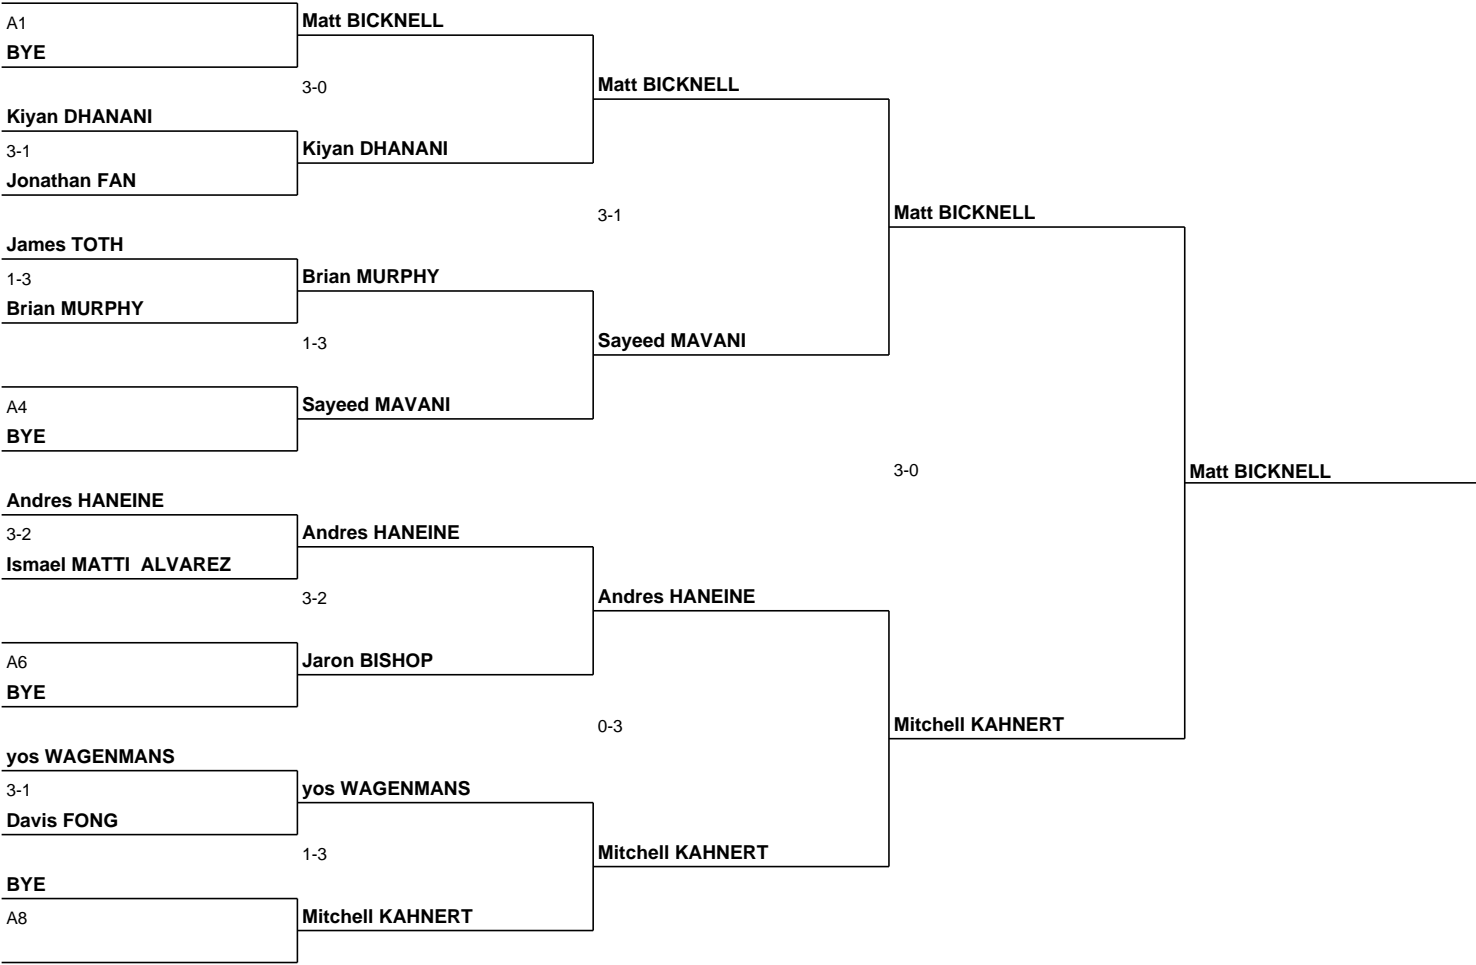 A1
BYE
Matt BICKNELL
3-0
Kiyan DHANANI
3-1
Jonathan FAN
Kiyan DHANANI
Matt BICKNELL
3-1
James TOTH
1-3
Brian MURPHY
Brian MURPHY
1-3
Sayeed MAVANI
A4
BYE
Sayeed MAVANI
Matt BICKNELL
3-0
Matt BICKNELL
Andres HANEINE
3-2
Ismael MATTI  ALVAREZ
Andres HANEINE
3-2
A6
BYE
Jaron BISHOP
Andres HANEINE
0-3
Mitchell KAHNERT
yos WAGENMANS
3-1
Davis FONG
yos WAGENMANS
1-3
Mitchell KAHNERT
BYE
A8
Mitchell KAHNERT